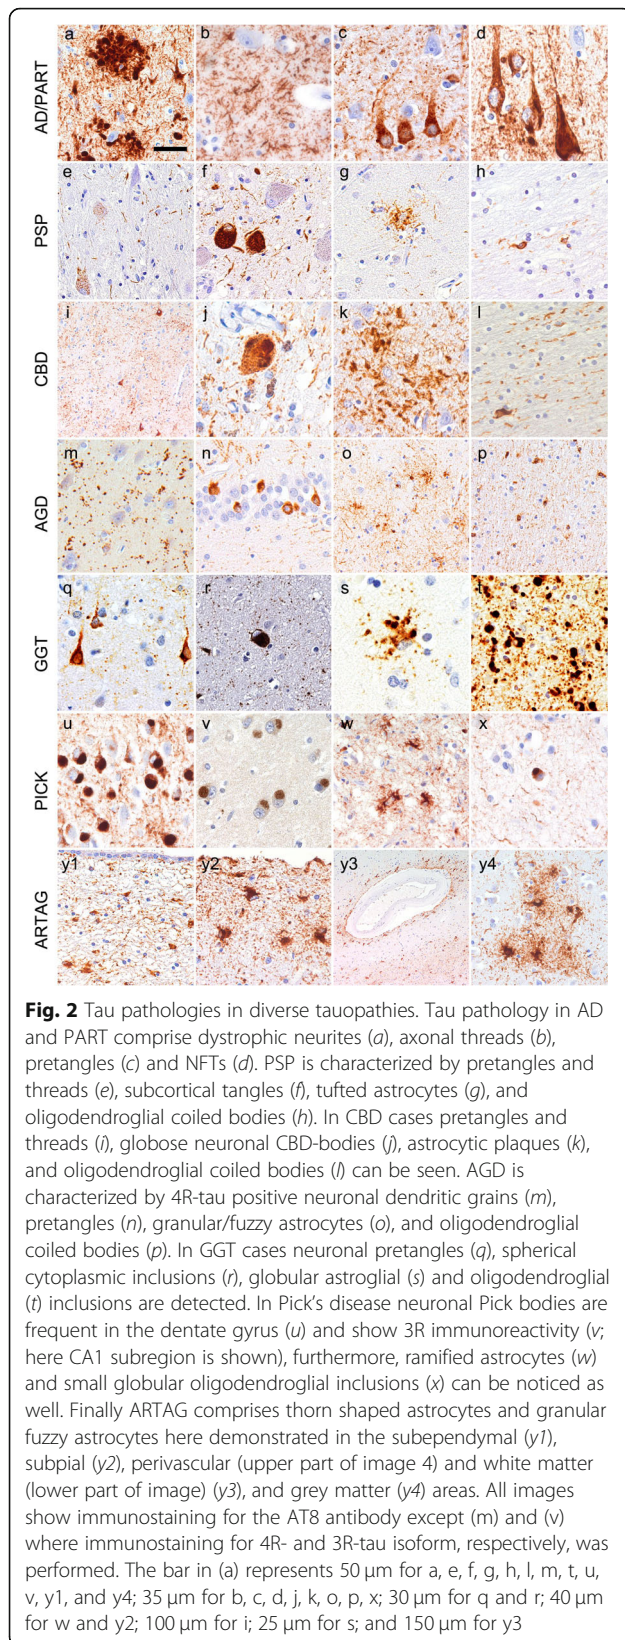 a b c d
AD/PART
e f g h
PSP
i j k l
CBD
m n o p
AGD
q r s t
GGT
u v w x
PICK
y1 y2 y3 y4
ARTAG
Fig. 2 Tau pathologies in diverse tauopathies. Tau pathology in AD
and PART comprise dystrophic neurites (a), axonal threads (b),
pretangles (c) and NFTs (d). PSP is characterized by pretangles and
threads (e), subcortical tangles (f), tufted astrocytes (g), and
oligodendroglial coiled bodies (h). In CBD cases pretangles and
threads (i), globose neuronal CBD-bodies (j), astrocytic plaques (k),
and oligodendroglial coiled bodies (l) can be seen. AGD is
characterized by 4R-tau positive neuronal dendritic grains (m),
pretangles (n), granular/fuzzy astrocytes (o), and oligodendroglial
coiled bodies (p). In GGT cases neuronal pretangles (q), spherical
cytoplasmic inclusions (r), globular astroglial (s) and oligodendroglial
(t) inclusions are detected. In Pick's disease neuronal Pick bodies are
frequent in the dentate gyrus (u) and show 3R immunoreactivity (v;
here CA1 subregion is shown), furthermore, ramified astrocytes (w)
and small globular oligodendroglial inclusions (x) can be noticed as
well. Finally ARTAG comprises thorn shaped astrocytes and granular
fuzzy astrocytes here demonstrated in the subependymal (y1),
subpial (y2), perivascular (upper part of image 4) and white matter
(lower part of image) (y3), and grey matter (y4) areas. All images
show immunostaining for the AT8 antibody except (m) and (v)
where immunostaining for 4R- and 3R-tau isoform, respectively, was
performed. The bar in (a) represents 50 μm for a, e, f, g, h, l, m, t, u,
v, y1, and y4; 35 μm for b, c, d, j, k, o, p, x; 30 μm for q and r; 40 μm
for w and y2; 100 μm for i; 25 μm for s; and 150 μm for y3